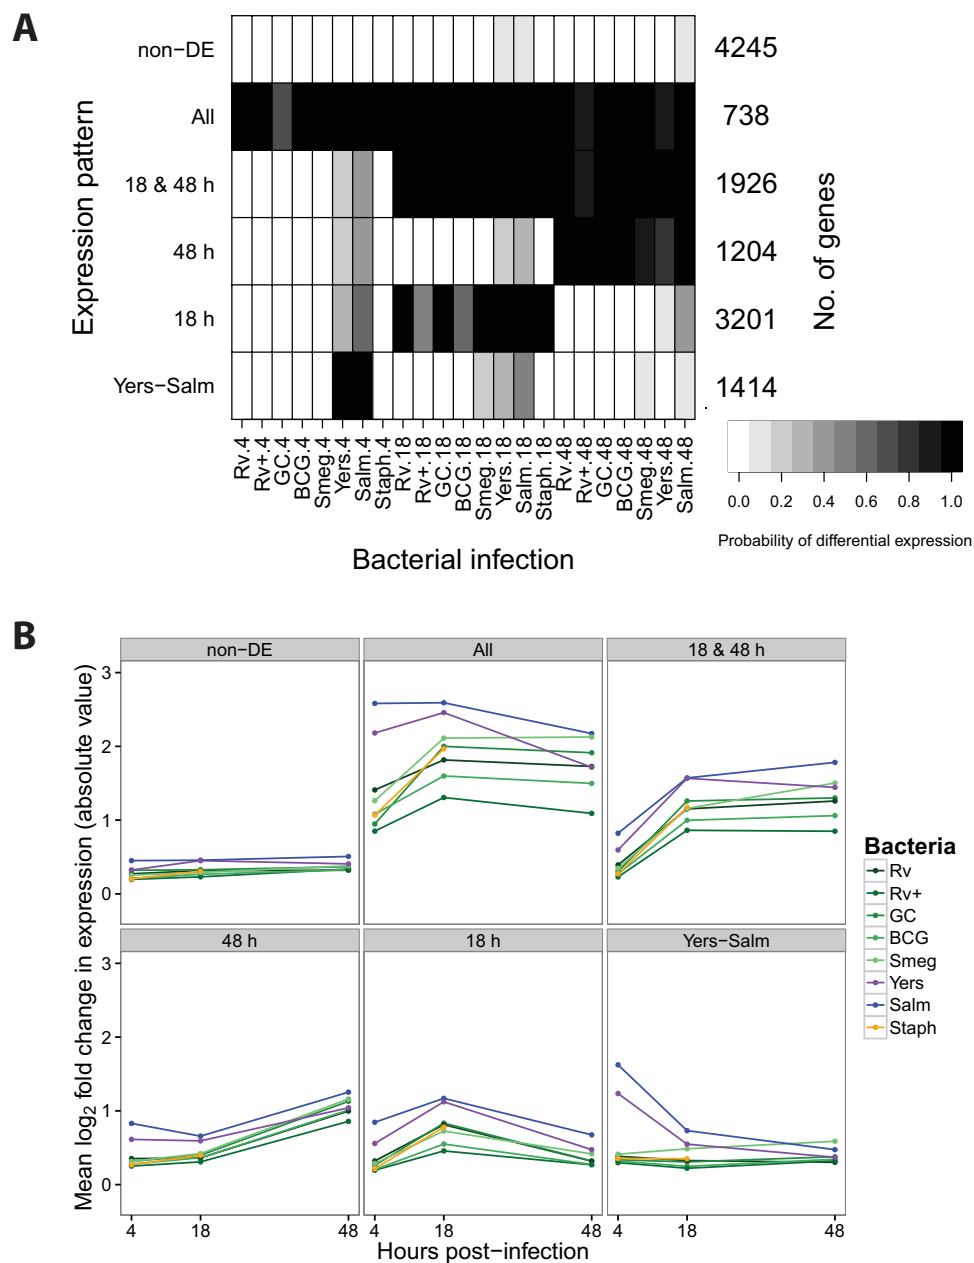 A
Expression pattern
non−DE
All
18 & 48 h
48 h
18 h
Yers−Salm
4245
738
1926
1204
3201
1414
No. of genes
Rv.4
Rv+.4
GC.4
BCG.4
Smeg.4
Yers.4
Salm.4
Staph.4
Rv.18
Rv+.18
GC.18
BCG.18
Smeg.18
Yers.18
Salm.18
Staph.18
Rv.48
Rv+.48
GC.48
BCG.48
Smeg.48
Yers.48
Salm.48
Bacterial infection
0.0 0.2 0.4 0.6 0.8 1.0
Probability of differential expression
B
Mean log2 fold change in expression (absolute value)
non−DE
All
18 & 48 h
3
2
1
0
48 h
18 h
Yers−Salm
3
2
1
0
4 18 48
4 18 48
4 18 48
Hours post−infection
Bacteria
Rv
Rv+
GC
BCG
Smeg
Yers
Salm
Staph